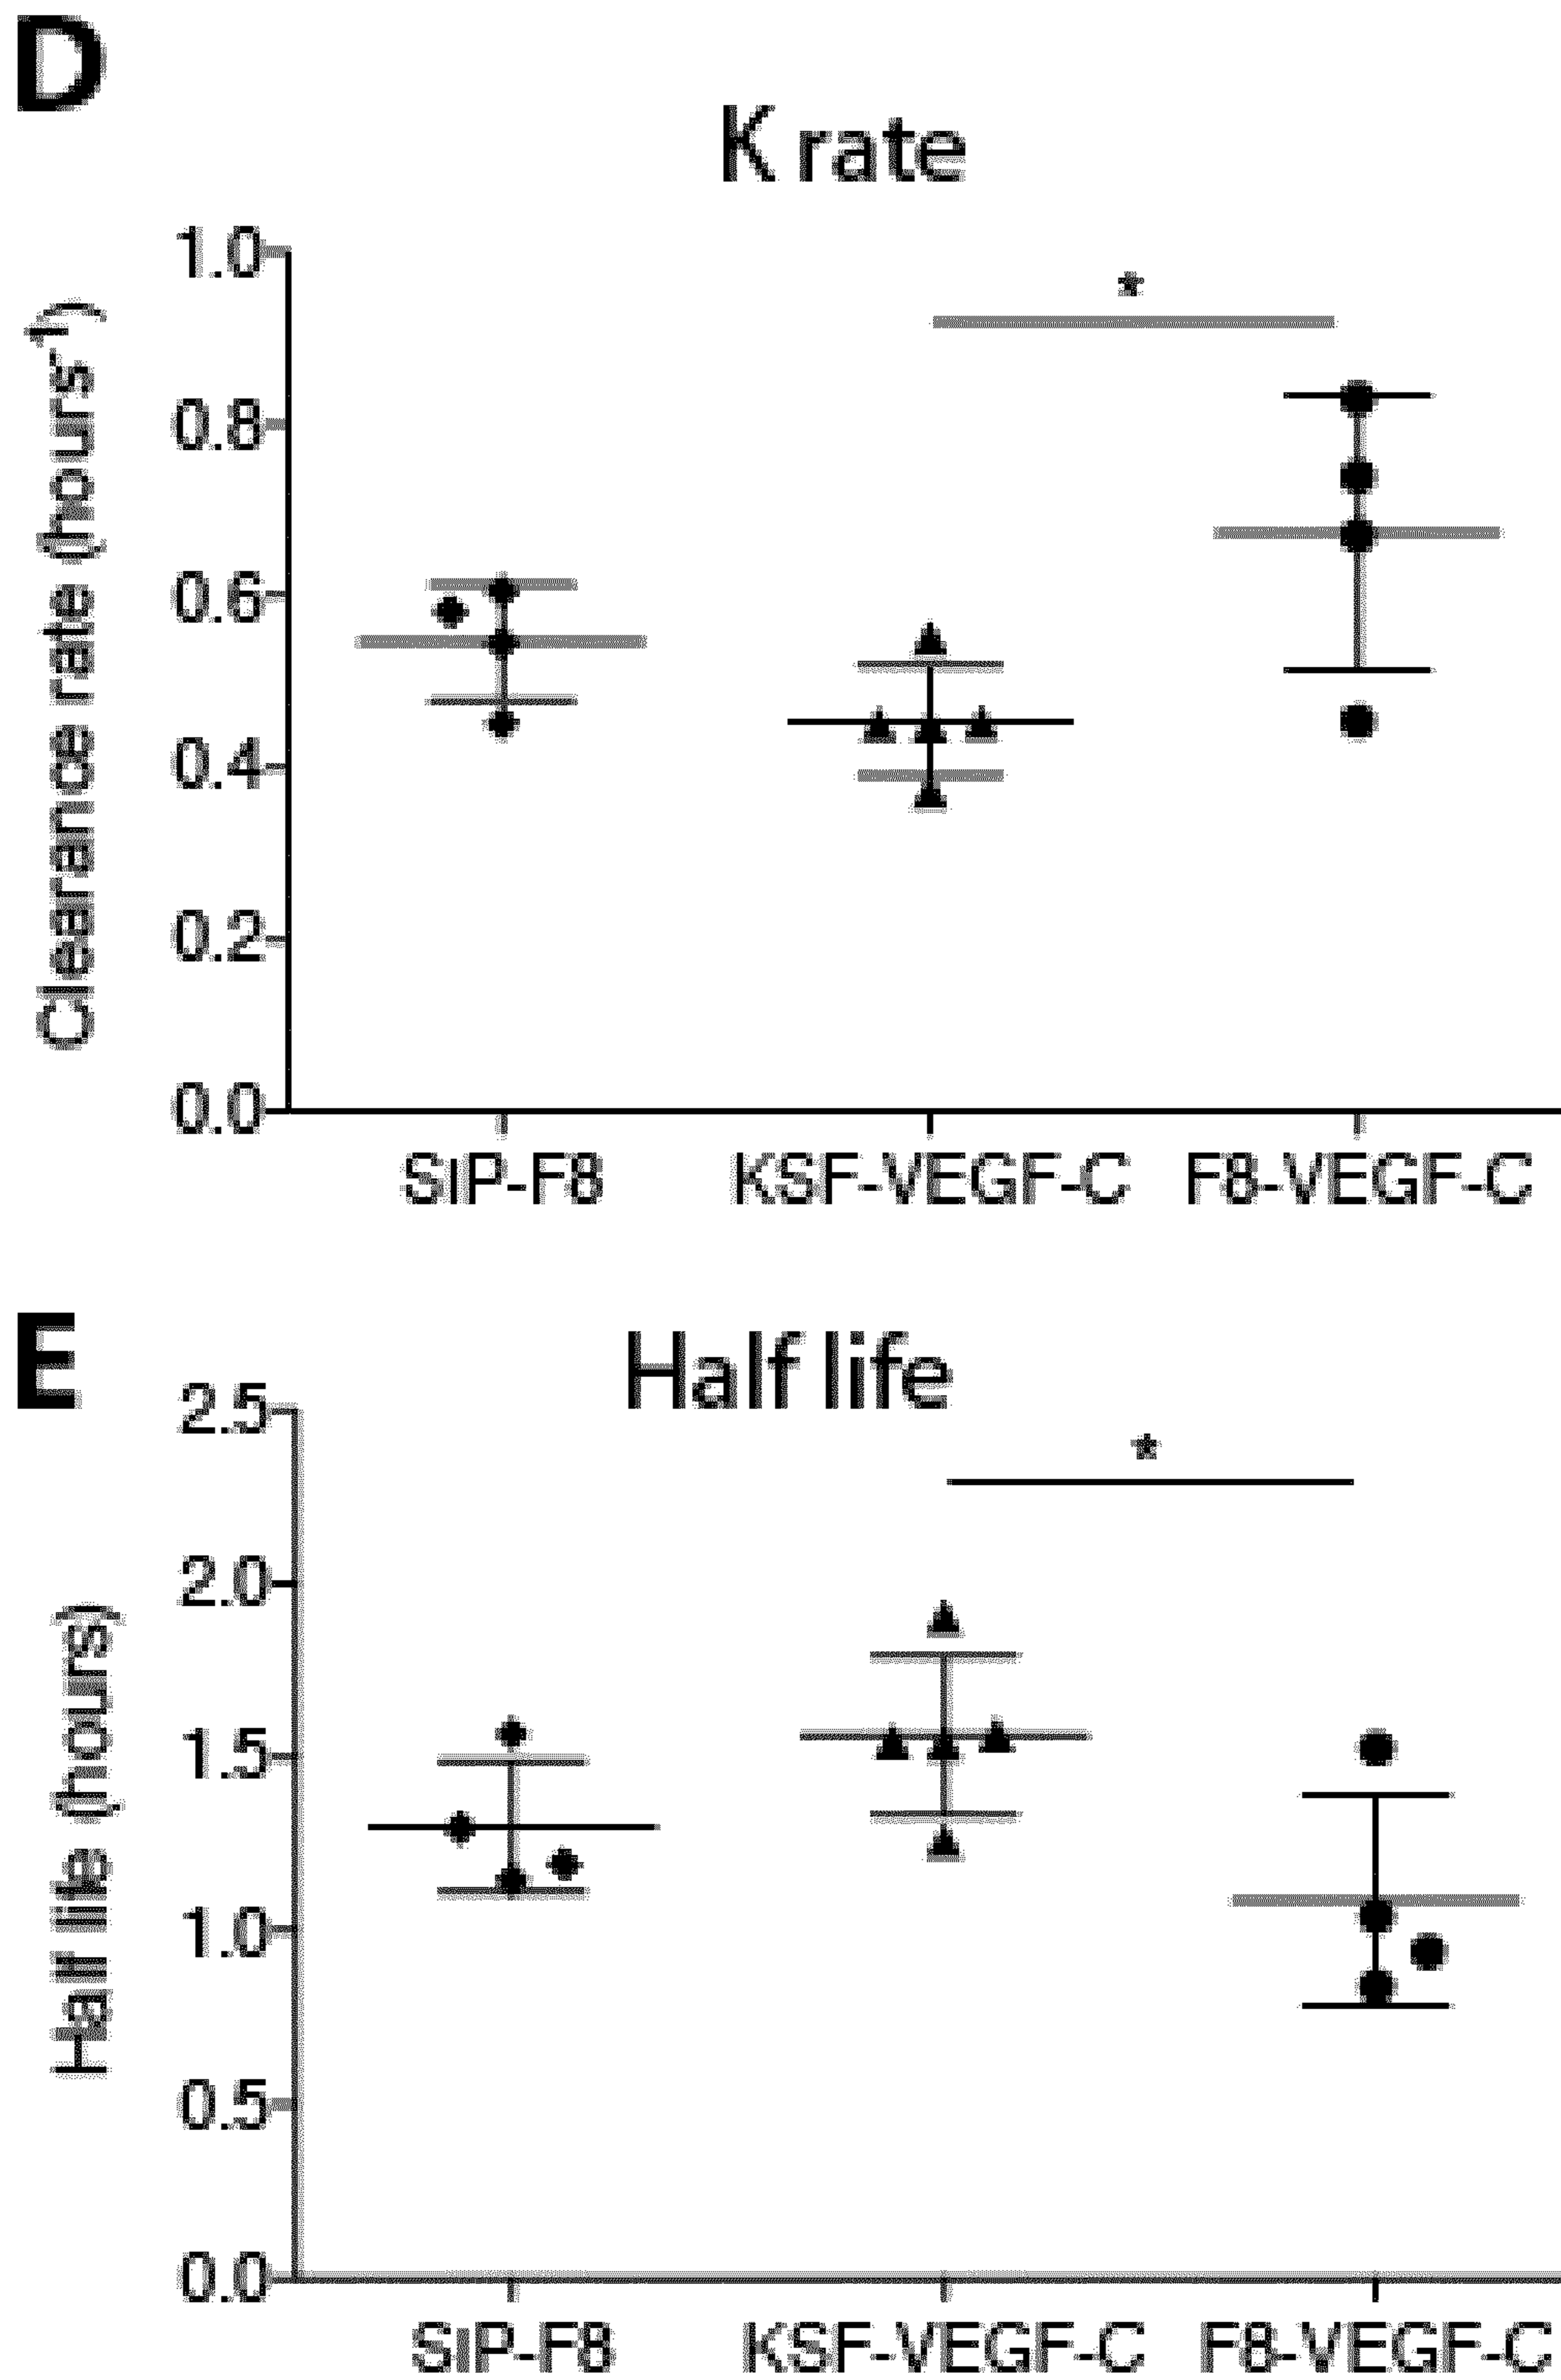 D
K rate
Clearance rate (hours⁻¹)
1.0
*
0.8
0.6
0.4
0.2
0.0
SIP-F8 KSF-VEGF-C F8-VEGF-C
E
Half life
Half life (hours)
2.5
*
2.0
1.5
1.0
0.5
0.0
SIP-F8 KSF-VEGF-C F8-VEGF-C